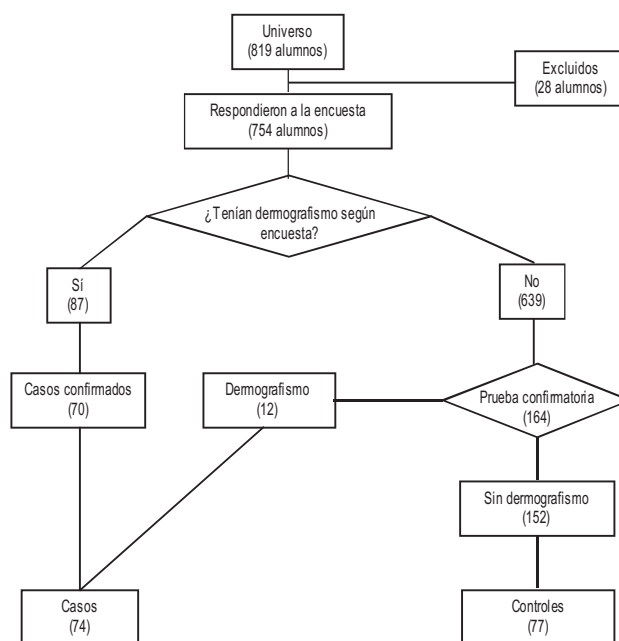 Universo
(819 alumnos)
Excluidos
(28 alumnos)
Respondieron a la encuesta
(754 alumnos)
¿Tenían dermografismo según
encuesta?
Sí
(87)
No
(639)
Casos confirmados
(70)
Dermografismo
(12)
Prueba confirmatoria
(164)
Sin dermografismo
(152)
Casos
(74)
Controles
(77)